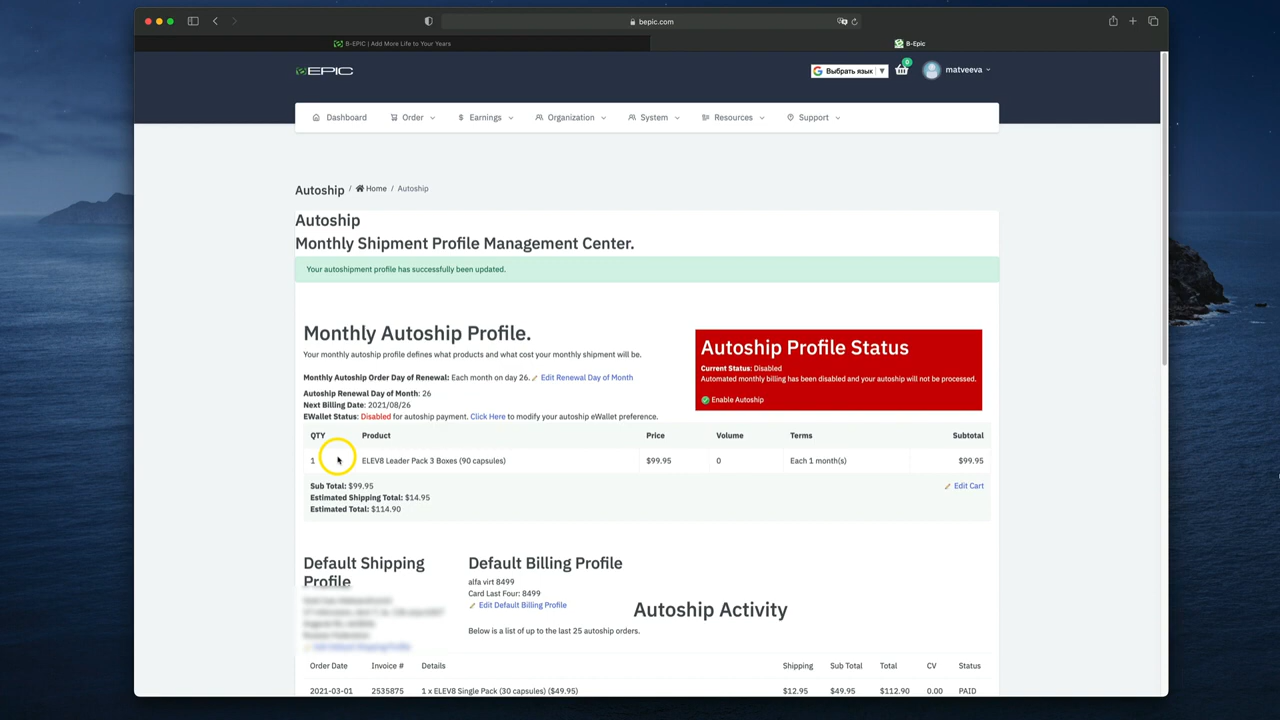 bepic.com
B-EPIC | Add More Life to Your Years
B-Epic
EPIC
Выбрать язык ▼
0
matveeva
Dashboard
Order
Earnings
Organization
System
Resources
Support
Autoship / Home / Autoship
Autoship
Monthly Shipment Profile Management Center.
Your autoshipment profile has successfully been updated.
Monthly Autoship Profile.
Your monthly autoship profile defines what products and what cost your monthly shipment will be.
Monthly Autoship Order Day of Renewal: Each month on day 26. Edit Renewal Day of Month
Autoship Renewal Day of Month: 26
Next Billing Date: 2021/08/26
EWallet Status: Disabled for autoship payment. Click Here to modify your autoship eWallet preference.
Autoship Profile Status
Current Status: Disabled
Automated monthly billing has been disabled and your autoship will not be processed.
Enable Autoship
QTY Product Price Volume Terms Subtotal
1 ELEV8 Leader Pack 3 Boxes (90 capsules) $99.95 0 Each 1 month(s) $99.95
Sub Total: $99.95
Estimated Shipping Total: $14.95
Estimated Total: $114.90
Edit Cart
Default Shipping
Profile
Default Billing Profile
alfa virt 8499
Card Last Four: 8499
Edit Default Billing Profile
Autoship Activity
Below is a list of up to the last 25 autoship orders.
Order Date Invoice # Details Shipping Sub Total Total CV Status
2021-03-01 2535875 1 x ELEV8 Single Pack (30 capsules) ($49.95) $12.95 $49.95 $112.90 0.00 PAID